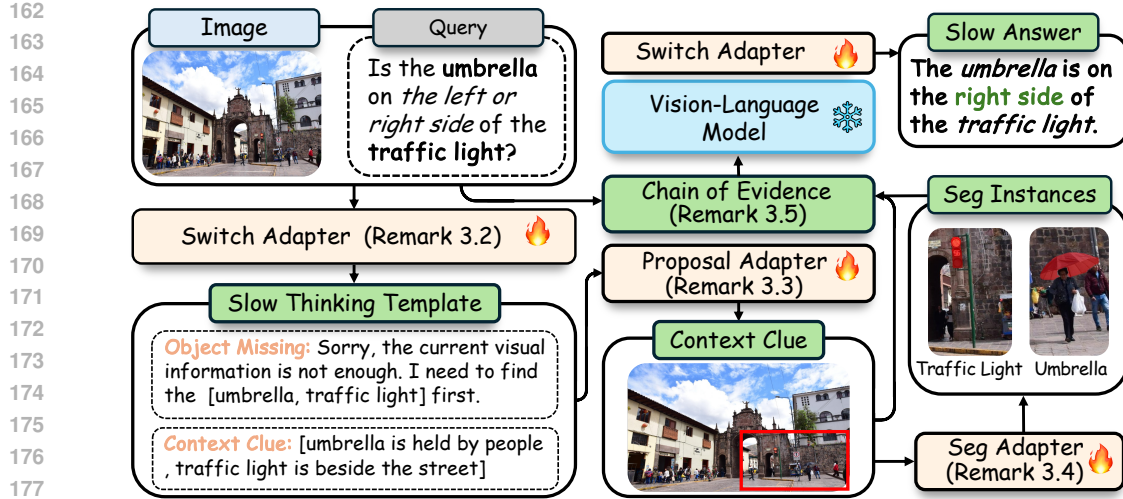 162
163
164
165
166
167
168
169
170
171
172
173
174
175
176
177
Image
Query
Is the umbrella
on the left or
right side of the
traffic light?
Switch Adapter (Remark 3.2)
Slow Thinking Template
Object Missing: Sorry, the current visual
information is not enough. I need to find
the [umbrella, traffic light] first.
Context Clue: [umbrella is held by people
, traffic light is beside the street]
Switch Adapter
Vision-Language
Model
Chain of Evidence
(Remark 3.5)
Proposal Adapter
(Remark 3.3)
Context Clue
Slow Answer
The umbrella is on
the right side of
the traffic light.
Seg Instances
Traffic Light Umbrella
Seg Adapter
(Remark 3.4)